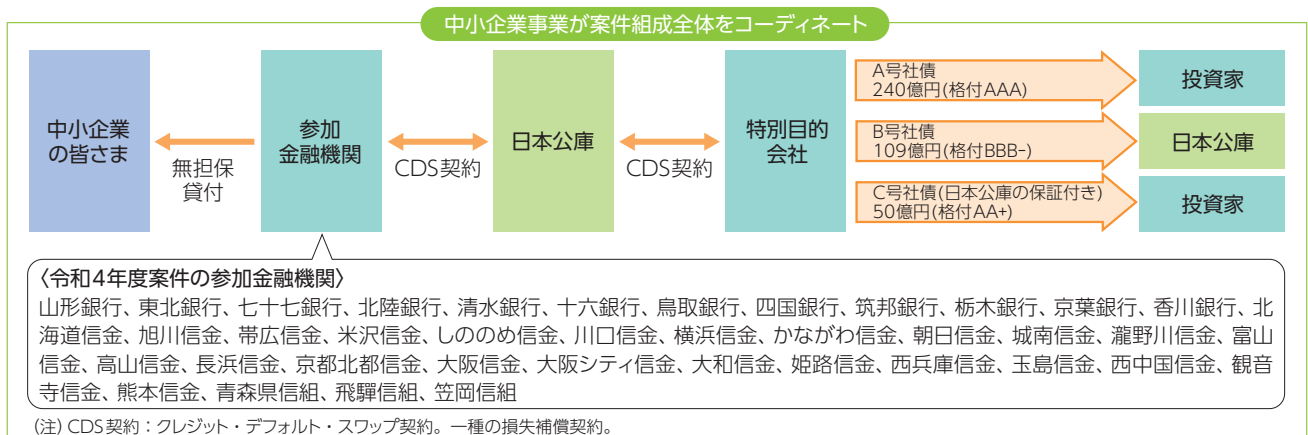 中小企業事業が案件組成全体をコーディネート
中小企業
の皆さま
無担保
貸付
参加
金融機関
CDS契約
日本公庫
CDS契約
特別目的
会社
A号社債
240億円(格付AAA)
投資家
B号社債
109億円(格付BBB-)
日本公庫
C号社債(日本公庫の保証付き)
50億円(格付AA+)
投資家
〈令和4年度案件の参加金融機関〉
山形銀行、東北銀行、七十七銀行、北陸銀行、清水銀行、十六銀行、鳥取銀行、四国銀行、筑邦銀行、栃木銀行、京葉銀行、香川銀行、北
海道信金、旭川信金、帯広信金、米沢信金、しののめ信金、川口信金、横浜信金、かながわ信金、朝日信金、城南信金、瀧野川信金、富山
信金、高山信金、長浜信金、京都北都信金、大阪信金、大阪シティ信金、大和信金、姫路信金、西兵庫信金、玉島信金、西中国信金、観音
寺信金、熊本信金、青森県信組、飛驒信組、笠岡信組
(注) CDS契約：クレジット・デフォルト・スワップ契約。一種の損失補償契約。